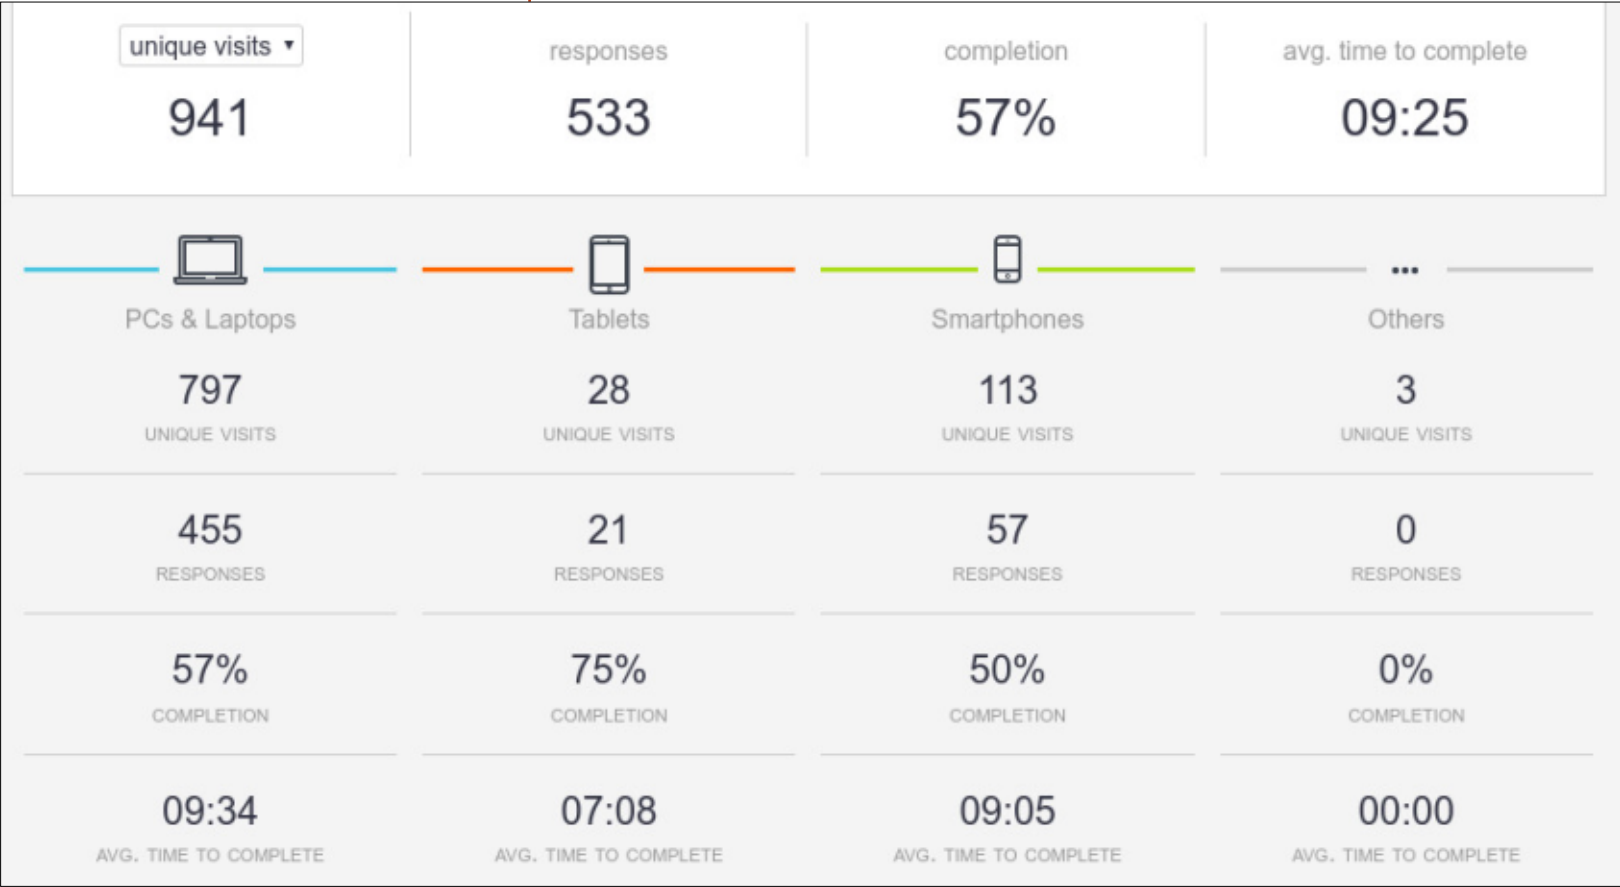 unique visits ▾ responses completion avg. time to complete
941 533 57% 09:25
PCs & Laptops Tablets Smartphones Others
797 28 113 3
UNIQUE VISITS UNIQUE VISITS UNIQUE VISITS UNIQUE VISITS
455 21 57 0
RESPONSES RESPONSES RESPONSES RESPONSES
57% 75% 50% 0%
COMPLETION COMPLETION COMPLETION COMPLETION
09:34 07:08 09:05 00:00
AVG. TIME TO COMPLETE AVG. TIME TO COMPLETE AVG. TIME TO COMPLETE AVG. TIME TO COMPLETE